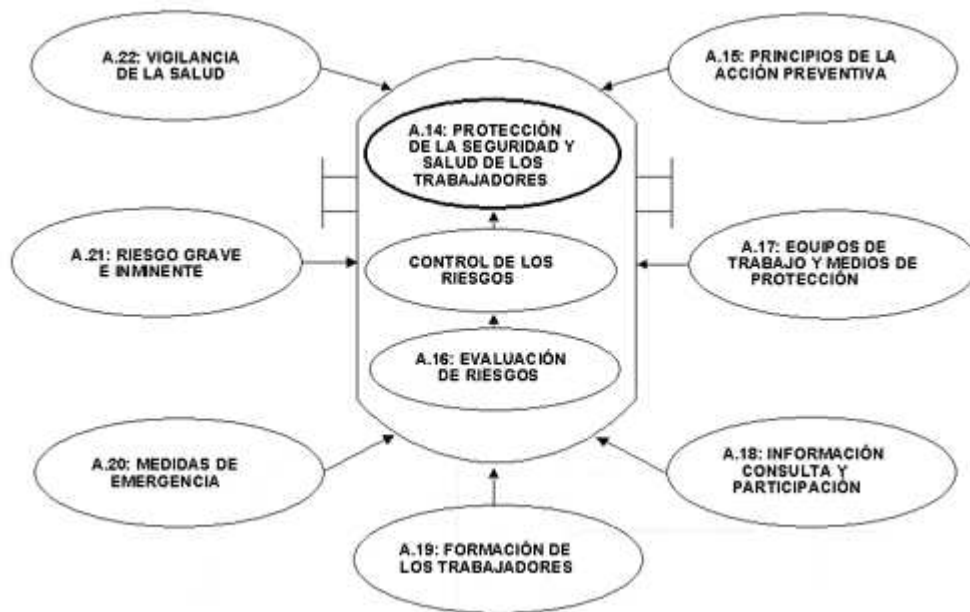 A.22: VIGILANCIA
DE LA SALUD
A.15: PRINCIPIOS DE LA
ACCIÓN PREVENTIVA
A.14: PROTECCIÓN
DE LA SEGURIDAD Y
SALUD DE LOS
TRABAJADORES
A.21: RIESGO GRAVE
E INMINENTE
CONTROL DE LOS
RIESGOS
A.17: EQUIPOS DE
TRABAJO Y MEDIOS DE
PROTECCIÓN
A.16: EVALUACIÓN
DE RIESGOS
A.20: MEDIDAS DE
EMERGENCIA
A.18: INFORMACIÓN
CONSULTA Y
PARTICIPACIÓN
A.19: FORMACIÓN DE
LOS TRABAJADORES